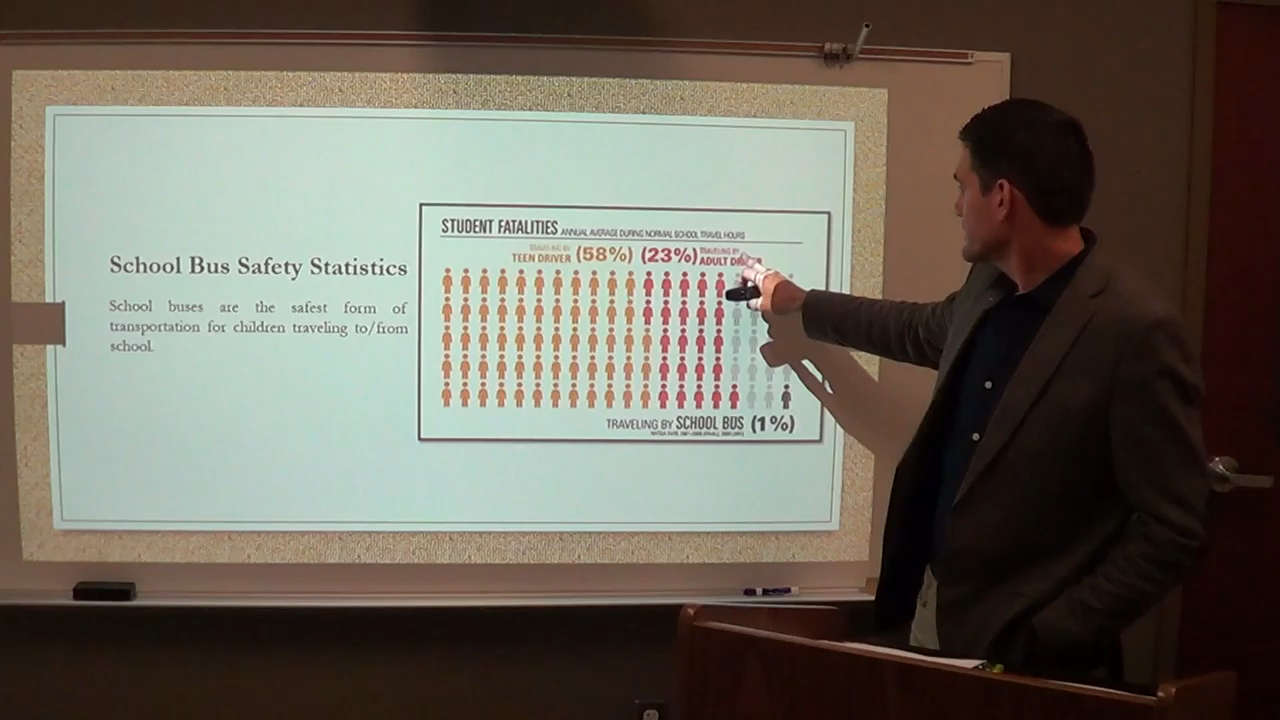 School Bus Safety Statistics
School buses are the safest form of
transportation for children traveling to/from
school.
STUDENT FATALITIES ANNUAL AVERAGE DURING NORMAL SCHOOL TRAVEL HOURS
TRAVELING BY
TEEN DRIVER (58%)
(23%) TRAVELING BY
ADULT
TRAVELING BY SCHOOL BUS (1%)